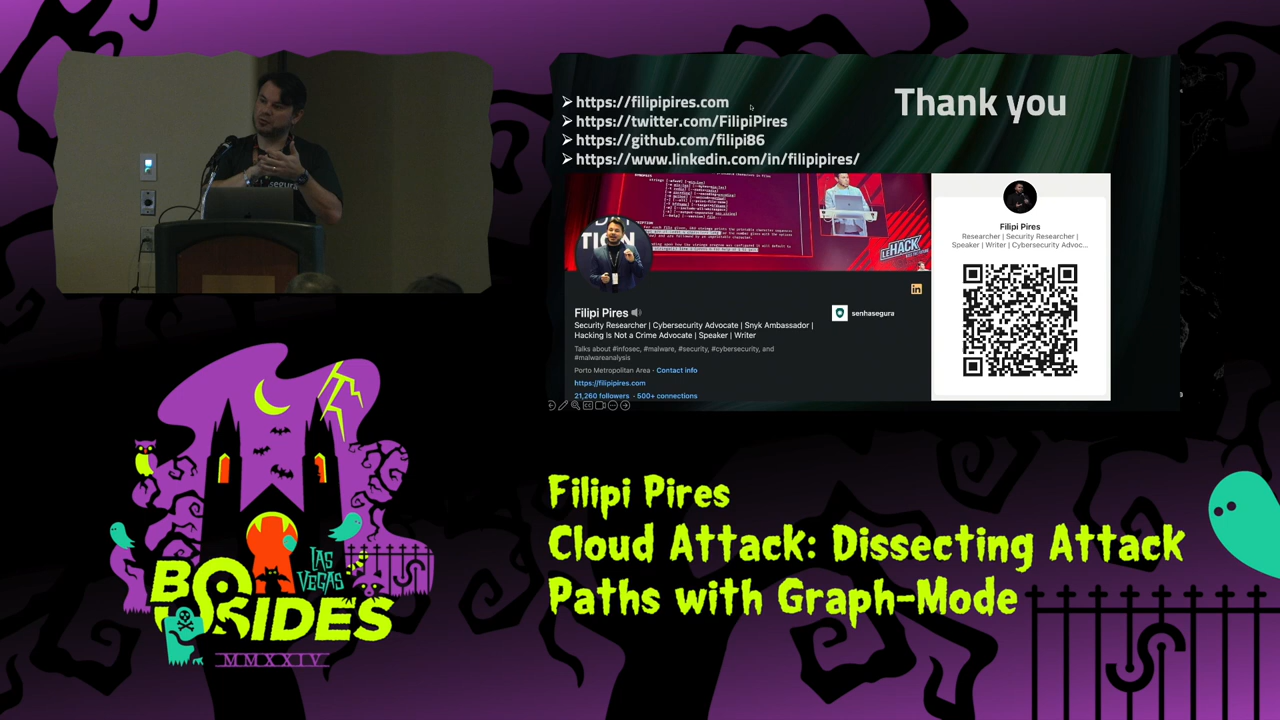 ➢ https://filipipires.com
➢ https://twitter.com/FilipiPires
➢ https://github.com/filipi86
➢ https://www.linkedin.com/in/filipipires/
Thank you
LEHACK
TION
Filipi Pires
Security Researcher | Cybersecurity Advocate | Snyk Ambassador |
Hacking Is Not a Crime Advocate | Speaker | Writer
Talks about #infosec, #malware, #security, #cybersecurity, and
#malwareanalysis
Porto Metropolitan Area · Contact info
https://filipipires.com
21,260 followers · 500+ connections
in
senhasegura
Filipi Pires
Researcher | Security Researcher |
Speaker | Writer | Cybersecurity Advoc...
LAS
VEGAS
BSIDES
MMXXIV
Filipi Pires
Cloud Attack: Dissecting Attack
Paths with Graph-Mode